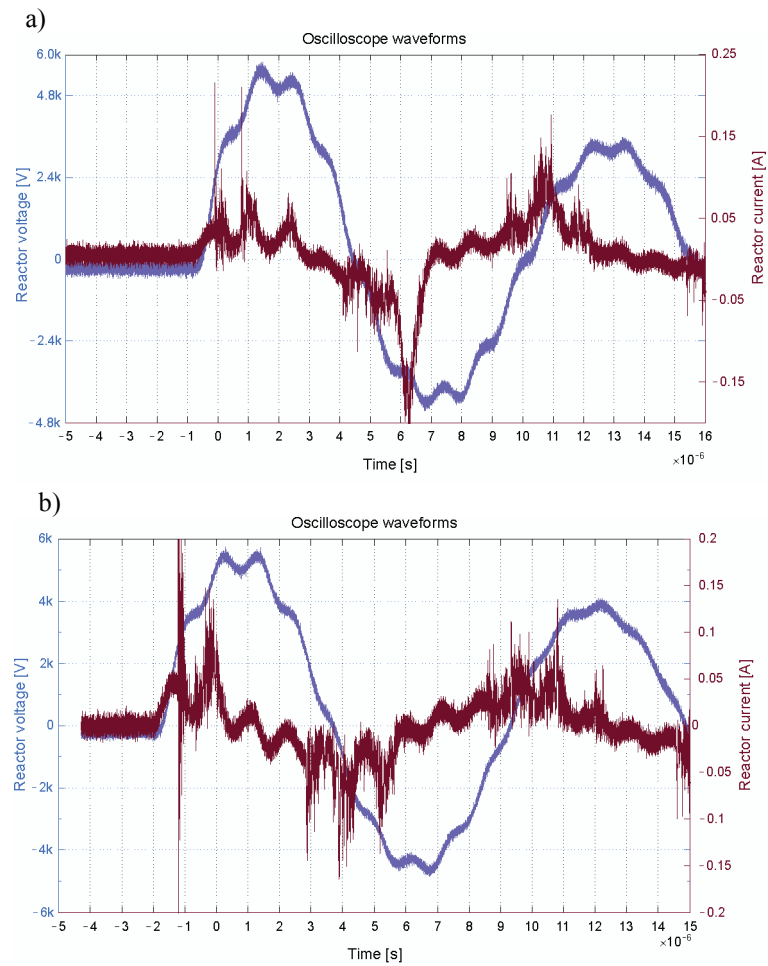 a)
Oscilloscope waveforms
6.0k
4.8k
2.4k
0
-2.4k
-4.8k
Reactor voltage [V]
0.25
0.15
0.05
-0.05
-0.15
Reactor current [A]
-5 -4 -3 -2 -1 0 1 2 3 4 5 6 7 8 9 10 11 12 13 14 15 16
×10⁻⁶
Time [s]
b)
Oscilloscope waveforms
6k
4k
2k
0
-2k
-4k
-6k
Reactor voltage [V]
0.2
0.15
0.1
0.05
0
-0.05
-0.1
-0.15
-0.2
Reactor current [A]
-5 -4 -3 -2 -1 0 1 2 3 4 5 6 7 8 9 10 11 12 13 14 15
×10⁻⁶
Time [s]